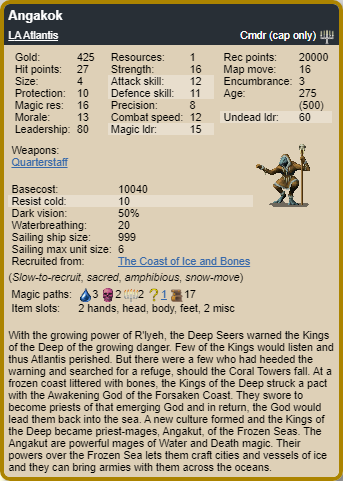 Angakok
LA Atlantis Cmdr (cap only)
Gold: 425 Resources: 1 Rec points: 20000
Hit points: 27 Strength: 16 Map move: 16
Size: 4 Attack skill: 12 Encumbrance: 3
Protection: 10 Defence skill: 11 Age: 275
Magic res: 16 Precision: 8 (500)
Morale: 13 Combat speed: 12 Undead ldr: 60
Leadership: 80 Magic ldr: 15
Weapons:
Quarterstaff
Basecost: 10040
Resist cold: 10
Dark vision: 50%
Waterbreathing: 20
Sailing ship size: 999
Sailing max unit size: 6
Recruited from: The Coast of Ice and Bones
(Slow-to-recruit, sacred, amphibious, snow-move)
Magic paths: 3 2 2 ? 1 17
Item slots: 2 hands, head, body, feet, 2 misc
With the growing power of R'lyeh, the Deep Seers warned the Kings
of the Deep of the growing danger. Few of the Kings would listen and
thus Atlantis perished. But there were a few who had heeded the
warning and searched for a refuge, should the Coral Towers fall. At a
frozen coast littered with bones, the Kings of the Deep struck a pact
with the Awakening God of the Forsaken Coast. They swore to
become priests of that emerging God and in return, the God would
lead them back into the sea. A new culture formed and the Kings of
the Deep became priest-mages, Angakut, of the Frozen Seas. The
Angakut are powerful mages of Water and Death magic. Their
powers over the Frozen Sea lets them craft cities and vessels of ice
and they can bring armies with them across the oceans.